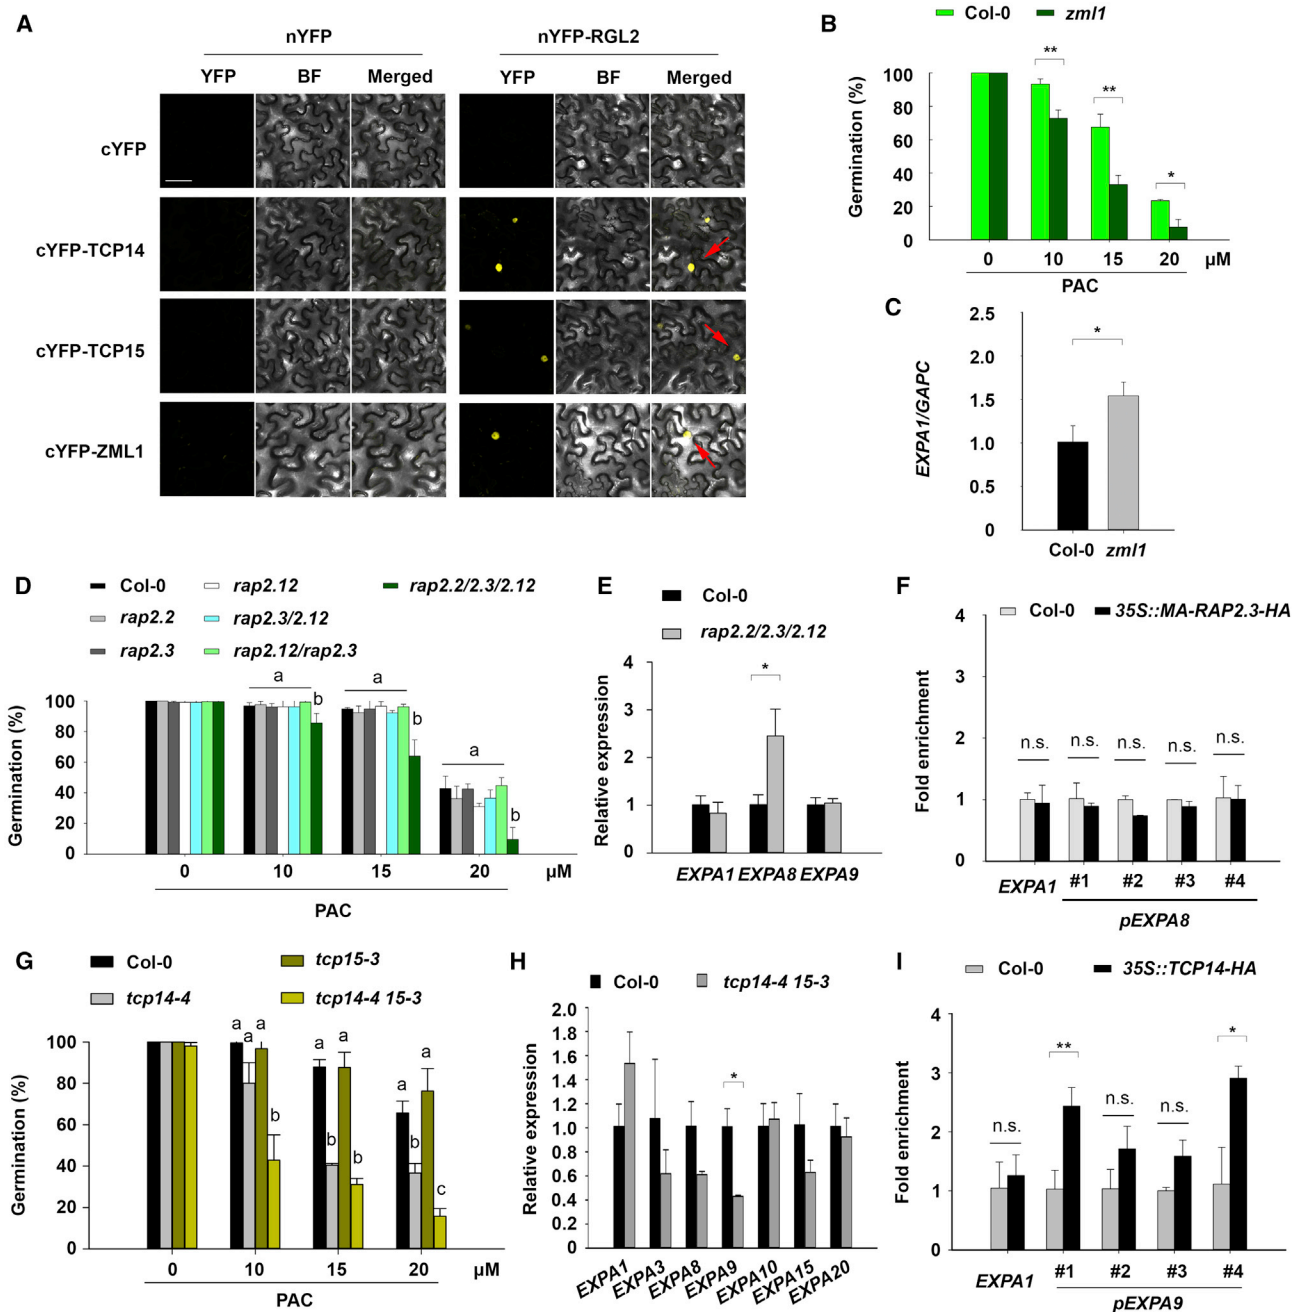 A
nYFP
nYFP-RGL2
YFP BF Merged
YFP BF Merged
cYFP
cYFP-TCP14
cYFP-TCP15
cYFP-ZML1
B
Col-0
zml1
Germination (%)
100
80
60
40
20
0
**
**
*
0 10 15 20 µM
PAC
C
EXPA1/GAPC
2.5
2.0
1.5
1.0
0.5
0
*
Col-0 zml1
D
Col-0
rap2.12
rap2.2/2.3/2.12
rap2.2
rap2.3/2.12
rap2.3
rap2.12/rap2.3
Germination (%)
100
80
60
40
20
0
a
b
a
b
a
b
0 10 15 20 µM
PAC
E
Col-0
rap2.2/2.3/2.12
Relative expression
4
3
2
1
0
*
EXPA1 EXPA8 EXPA9
F
Col-0
35S::MA-RAP2.3-HA
Fold enrichment
4
3
2
1
0
n.s. n.s. n.s. n.s. n.s.
EXPA1 #1 #2 #3 #4
pEXPA8
G
Col-0
tcp15-3
tcp14-4
tcp14-4 15-3
Germination (%)
100
80
60
40
20
0
a a a b
a b a b
a b a c
0 10 15 20 µM
PAC
H
Col-0
tcp14-4 15-3
Relative expression
2.0
1.8
1.6
1.4
1.2
1.0
0.8
0.6
0.4
0.2
0
*
EXPA1 EXPA3 EXPA8 EXPA9 EXPA10 EXPA15 EXPA20
I
Col-0
35S::TCP14-HA
Fold enrichment
4
3
2
1
0
n.s. ** n.s. n.s. *
EXPA1 #1 #2 #3 #4
pEXPA9